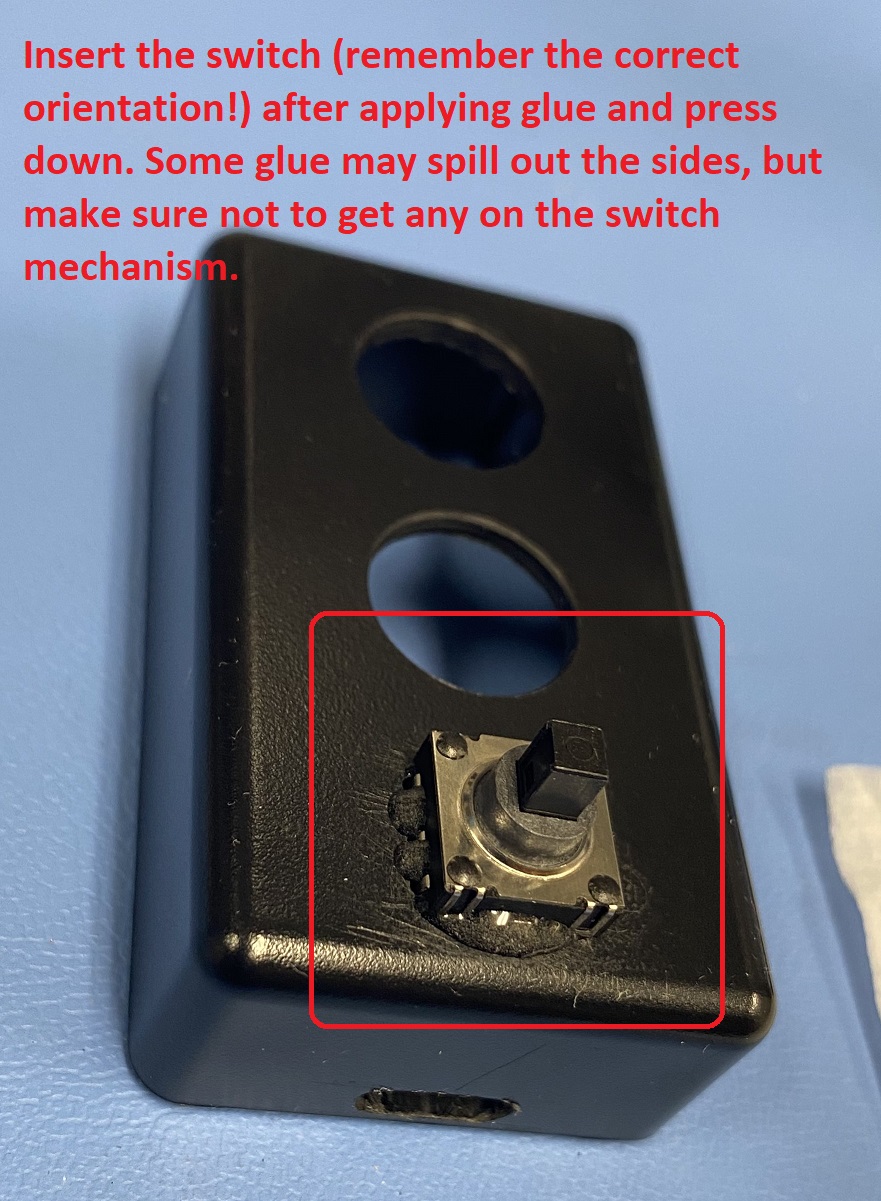 Insert the switch (remember the correct
orientation!) after applying glue and press
down. Some glue may spill out the sides, but
make sure not to get any on the switch
mechanism.